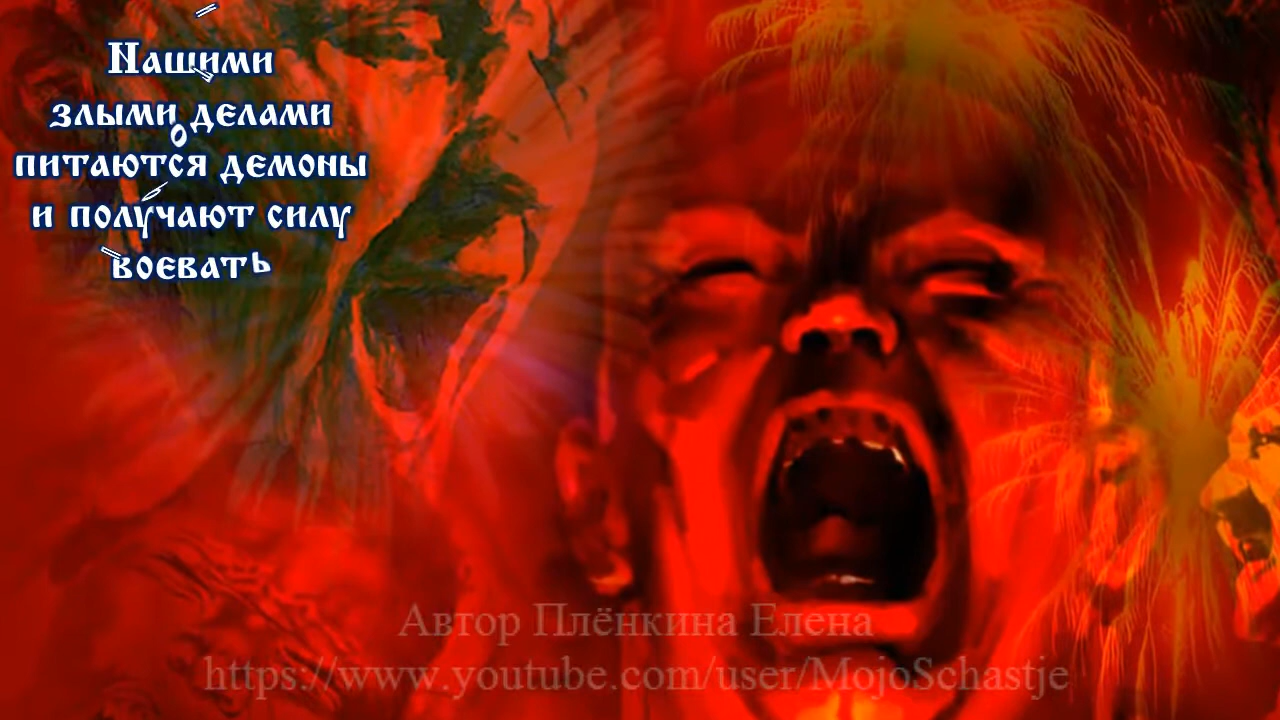 Нашими
злыми делами
питаются демоны
и получают силу
воевать
Автор Плёнкина Елена
https://www.youtube.com/user/MojoSchastje